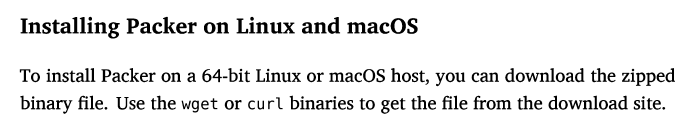 Installing Packer on Linux and macOS
To install Packer on a 64-bit Linux or macOS host, you can download the zipped
binary file. Use the wget or curl binaries to get the file from the download site.